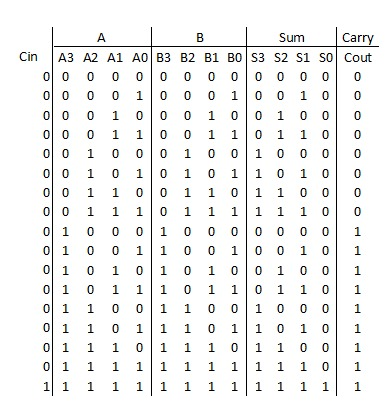 A B Sum Carry
Cin A3 A2 A1 A0 B3 B2 B1 B0 S3 S2 S1 S0 Cout
0 0 0 0 0 0 0 0 0 0 0 0 0 0
0 0 0 0 1 0 0 0 1 0 0 1 0 0
0 0 0 1 0 0 0 1 0 0 1 0 0 0
0 0 0 1 1 0 0 1 1 0 1 1 0 0
0 0 1 0 0 0 1 0 0 1 0 0 0 0
0 0 1 0 1 0 1 0 1 1 0 1 0 0
0 0 1 1 0 0 1 1 0 1 1 0 0 0
0 0 1 1 1 0 1 1 1 1 1 1 0 0
0 1 0 0 0 1 0 0 0 0 0 0 0 1
0 1 0 0 1 1 0 0 1 0 0 1 0 1
0 1 0 1 0 1 0 1 0 0 1 0 0 1
0 1 0 1 1 1 0 1 1 0 1 1 0 1
0 1 1 0 0 1 1 0 0 1 0 0 0 1
0 1 1 0 1 1 1 0 1 1 0 1 0 1
0 1 1 1 0 1 1 1 0 1 1 0 0 1
0 1 1 1 1 1 1 1 1 1 1 1 0 1
1 1 1 1 1 1 1 1 1 1 1 1 1 1